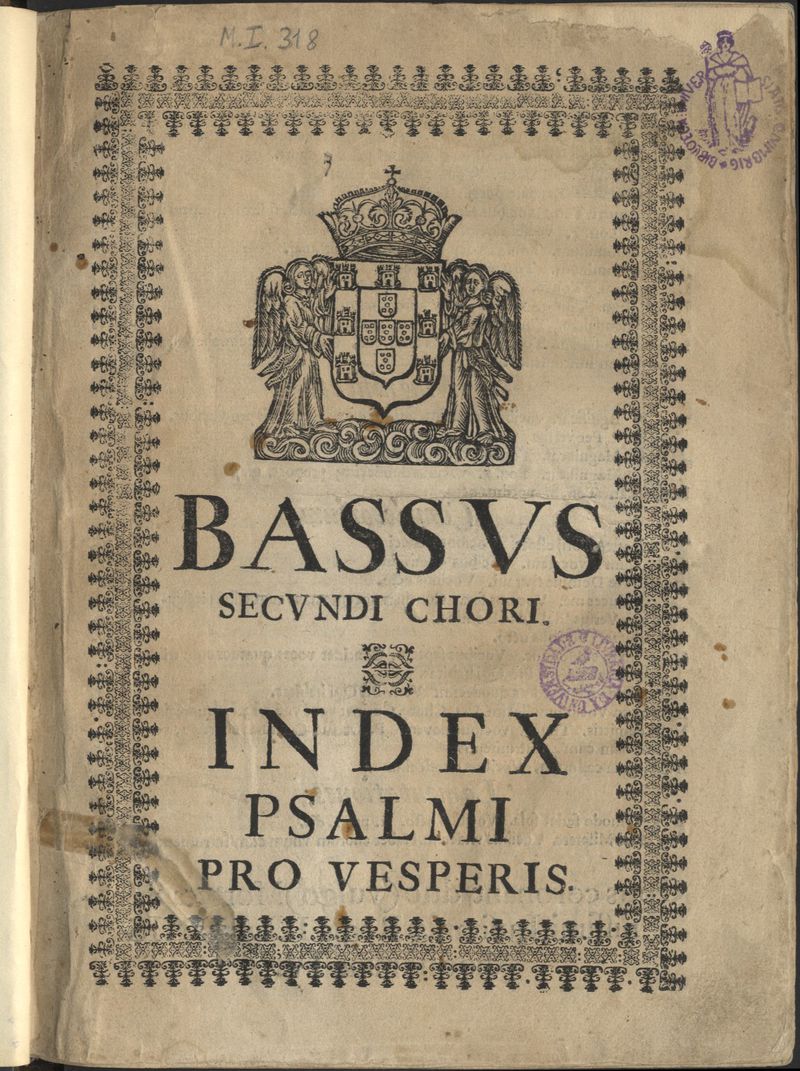 M.I. 318
BASSVS
SECVNDI CHORI.
INDEX
PSALMI
PRO VESPERIS.